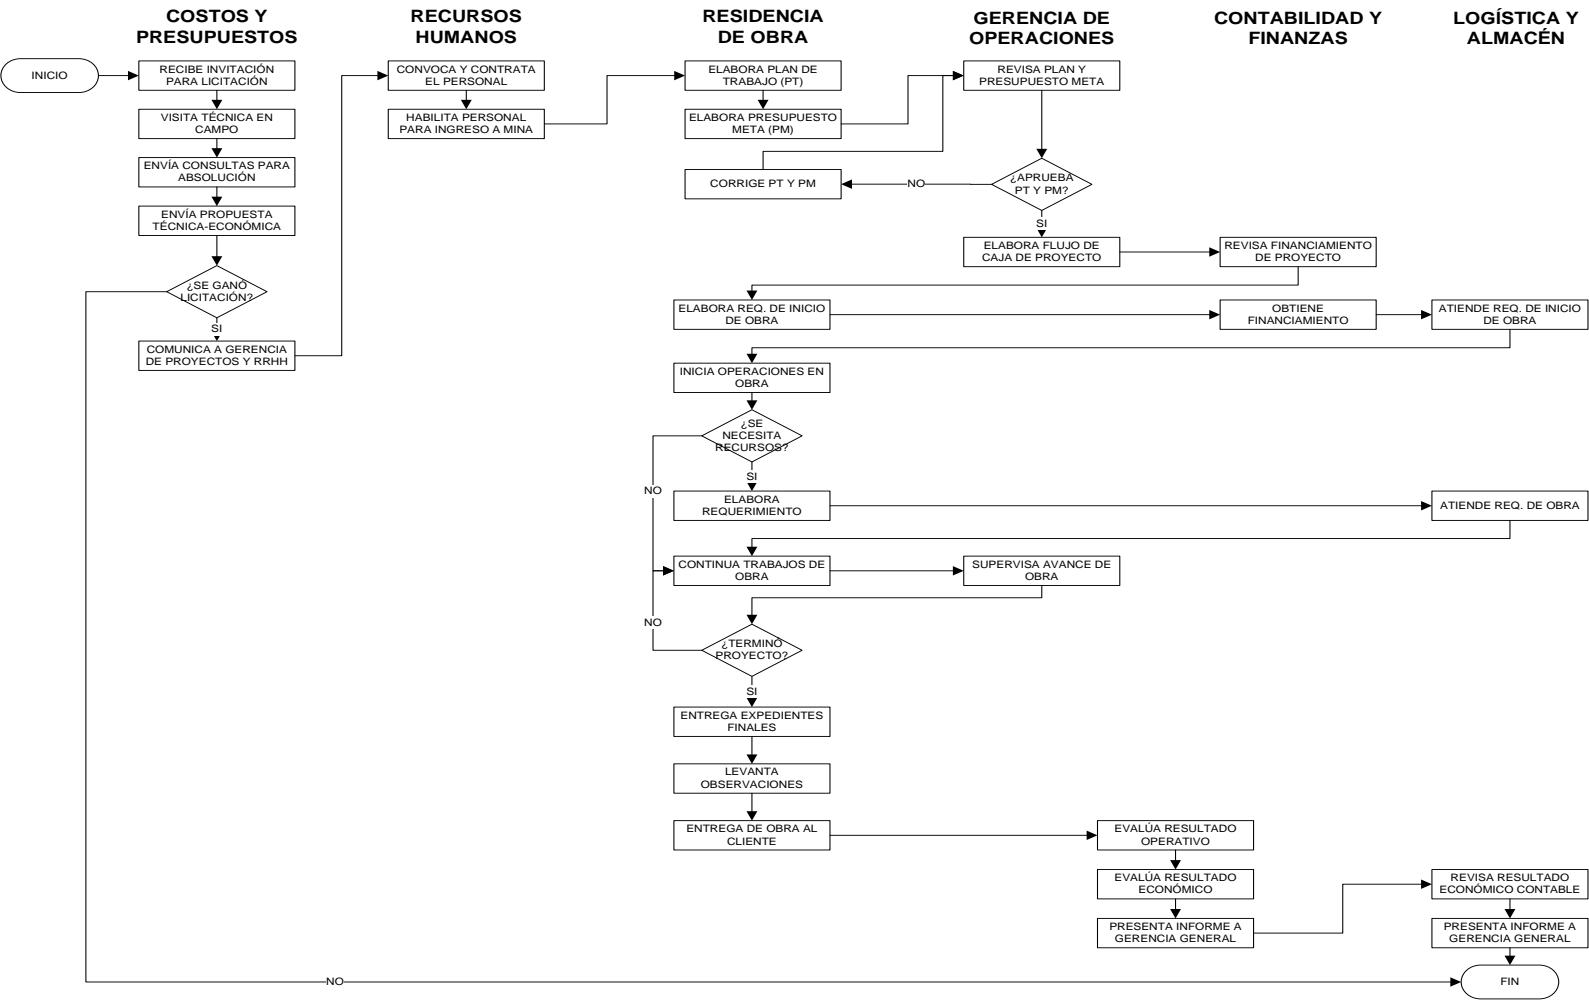 COSTOS Y
PRESUPUESTOS
RECURSOS
HUMANOS
RESIDENCIA
DE OBRA
GERENCIA DE
OPERACIONES
CONTABILIDAD Y
FINANZAS
LOGÍSTICA Y
ALMACÉN
INICIO
RECIBE INVITACIÓN
PARA LICITACIÓN
VISITA TÉCNICA EN
CAMPO
ENVÍA CONSULTAS PARA
ABSOLUCIÓN
ENVÍA PROPUESTA
TÉCNICA-ECONÓMICA
¿SE GANÓ
LICITACIÓN?
SI
COMUNICA A GERENCIA
DE PROYECTOS Y RRHH
CONVOCA Y CONTRATA
EL PERSONAL
HABILITA PERSONAL
PARA INGRESO A MINA
ELABORA PLAN DE
TRABAJO (PT)
ELABORA PRESUPUESTO
META (PM)
REVISA PLAN Y
PRESUPUESTO META
¿APRUEBA
PT Y PM?
NO
CORRIGE PT Y PM
SI
ELABORA FLUJO DE
CAJA DE PROYECTO
REVISA FINANCIAMIENTO
DE PROYECTO
ELABORA REQ. DE INICIO
DE OBRA
OBTIENE
FINANCIAMIENTO
ATIENDE REQ. DE INICIO
DE OBRA
INICIA OPERACIONES EN
OBRA
¿SE
NECESITA
RECURSOS?
NO
SI
ELABORA
REQUERIMIENTO
ATIENDE REQ. DE OBRA
CONTINUA TRABAJOS DE
OBRA
SUPERVISA AVANCE DE
OBRA
NO
¿TERMINÓ
PROYECTO?
SI
ENTREGA EXPEDIENTES
FINALES
LEVANTA
OBSERVACIONES
ENTREGA DE OBRA AL
CLIENTE
EVALÚA RESULTADO
OPERATIVO
EVALÚA RESULTADO
ECONÓMICO
PRESENTA INFORME A
GERENCIA GENERAL
REVISA RESULTADO
ECONÓMICO CONTABLE
PRESENTA INFORME A
GERENCIA GENERAL
NO
FIN